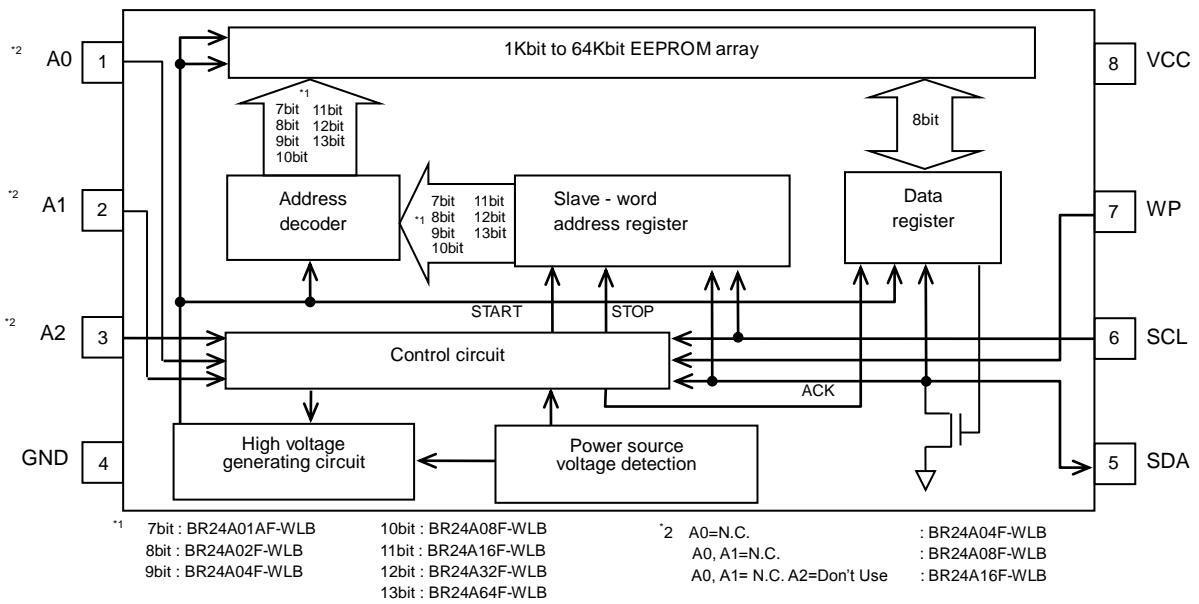 1Kbit to 64Kbit EEPROM array
*2 A0 1
8 VCC
*1
7bit 11bit
8bit 12bit
9bit 13bit
10bit
8bit
*2 A1 2
Address
decoder
*1
7bit 11bit
8bit 12bit
9bit 13bit
10bit
Slave - word
address register
Data
register
7 WP
START STOP
*2 A2 3
Control circuit
6 SCL
ACK
GND 4
High voltage
generating circuit
Power source
voltage detection
5 SDA
*1 7bit : BR24A01AF-WLB
8bit : BR24A02F-WLB
9bit : BR24A04F-WLB
10bit : BR24A08F-WLB
11bit : BR24A16F-WLB
12bit : BR24A32F-WLB
13bit : BR24A64F-WLB
*2 A0=N.C. : BR24A04F-WLB
A0, A1=N.C. : BR24A08F-WLB
A0, A1= N.C. A2=Don't Use : BR24A16F-WLB